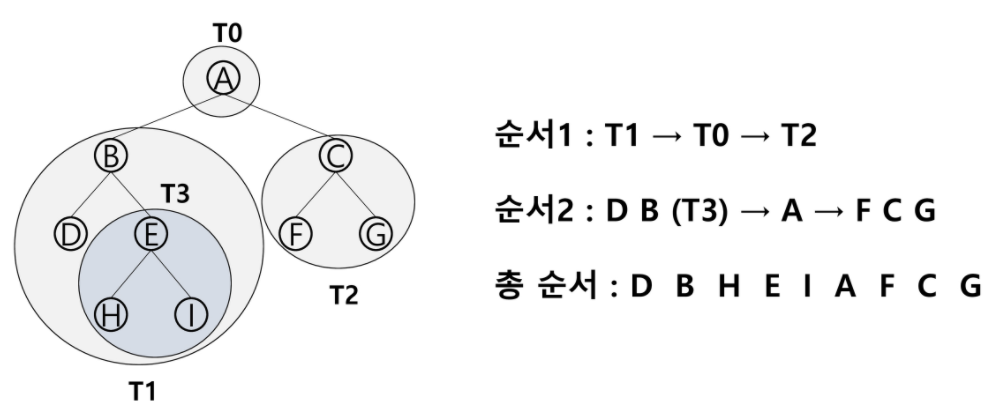 T0
A
B
C
T3
D
E
F
G
H
I
T2
T1
순서1 : T1 → T0 → T2
순서2 : D B (T3) → A → F C G
총 순서 : D B H E I A F C G